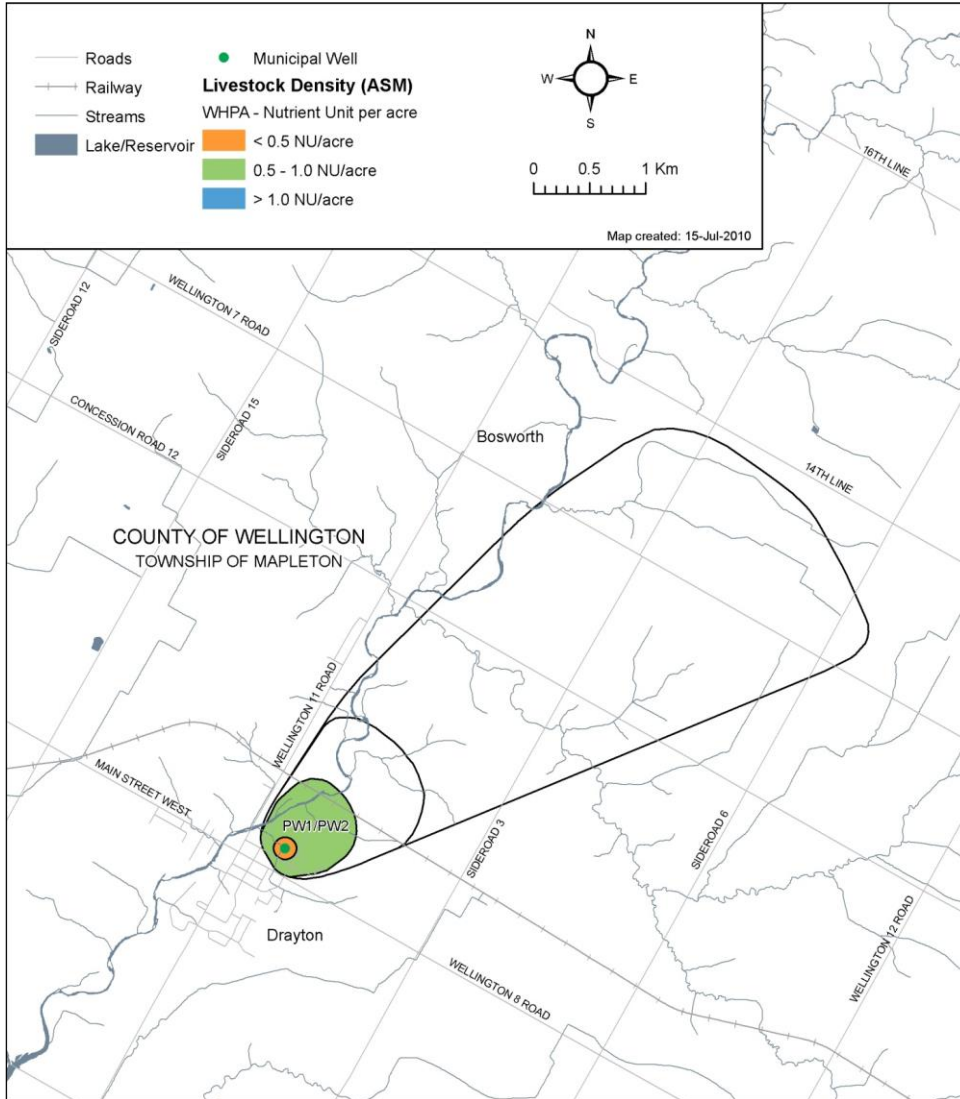 Roads
Railway
Streams
Lake/Reservoir
Municipal Well
Livestock Density (ASM)
WHPA - Nutrient Unit per acre
< 0.5 NU/acre
0.5 - 1.0 NU/acre
> 1.0 NU/acre
N
W
E
S
0 0.5 1 Km
Map created: 15-Jul-2010
16TH LINE
WELLINGTON 7 ROAD
SIDEROAD 12
CONCESSION ROAD 12
SIDEROAD 15
Bosworth
14TH LINE
COUNTY OF WELLINGTON
TOWNSHIP OF MAPLETON
WELLINGTON 11 ROAD
MAIN STREET WEST
PW1/PW2
SIDEROAD 3
SIDEROAD 6
Drayton
WELLINGTON 8 ROAD
WELLINGTON 12 ROAD